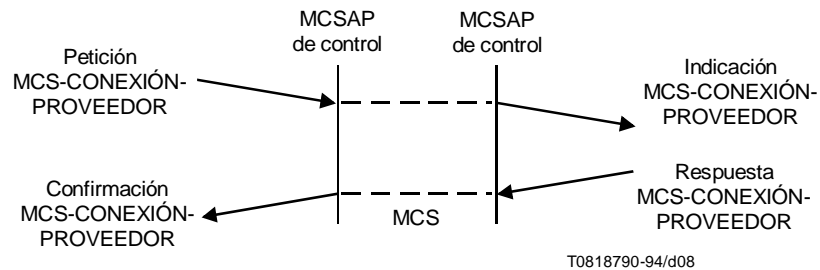 MCSAP
de control
MCSAP
de control
Petición
MCS-CONEXIÓN-
PROVEEDOR
Indicación
MCS-CONEXIÓN-
PROVEEDOR
Confirmación
MCS-CONEXIÓN-
PROVEEDOR
MCS
Respuesta
MCS-CONEXIÓN-
PROVEEDOR
T0818790-94/d08